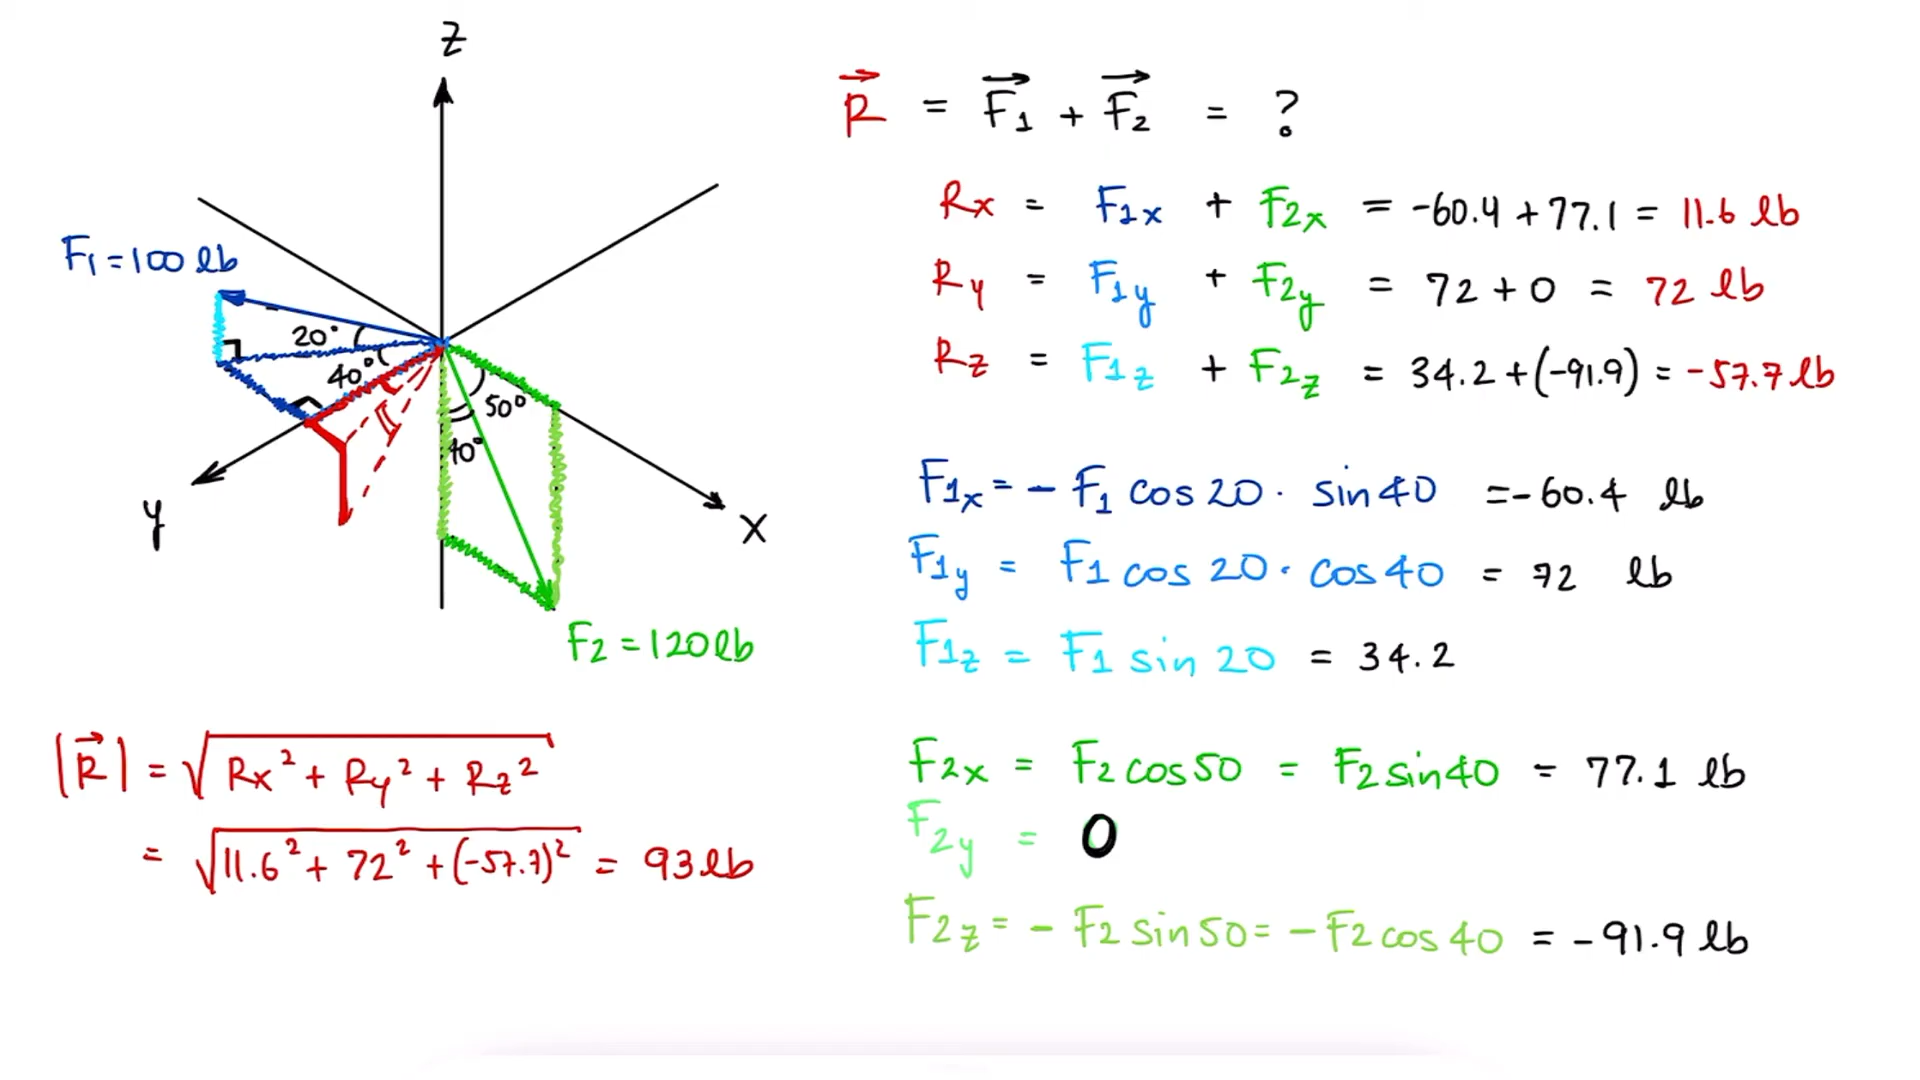 z
F₁ = 100 lb
20°
40°
50°
40°
y
x
F₂ = 120 lb
|R⃗| = √(Rx² + Ry² + Rz²)
= √(11.6² + 72² + (-57.7)²) = 93 lb
R⃗ = F⃗₁ + F⃗₂ = ?
Rx = F₁x + F₂x = -60.4 + 77.1 = 11.6 lb
Ry = F₁y + F₂y = 72 + 0 = 72 lb
Rz = F₁z + F₂z = 34.2 + (-91.9) = -57.7 lb
F₁x = - F₁ cos 20 · sin 40 = -60.4 lb
F₁y = F₁ cos 20 · cos 40 = 72 lb
F₁z = F₁ sin 20 = 34.2
F₂x = F₂ cos 50 = F₂ sin 40 = 77.1 lb
F₂y = 0
F₂z = - F₂ sin 50 = - F₂ cos 40 = -91.9 lb